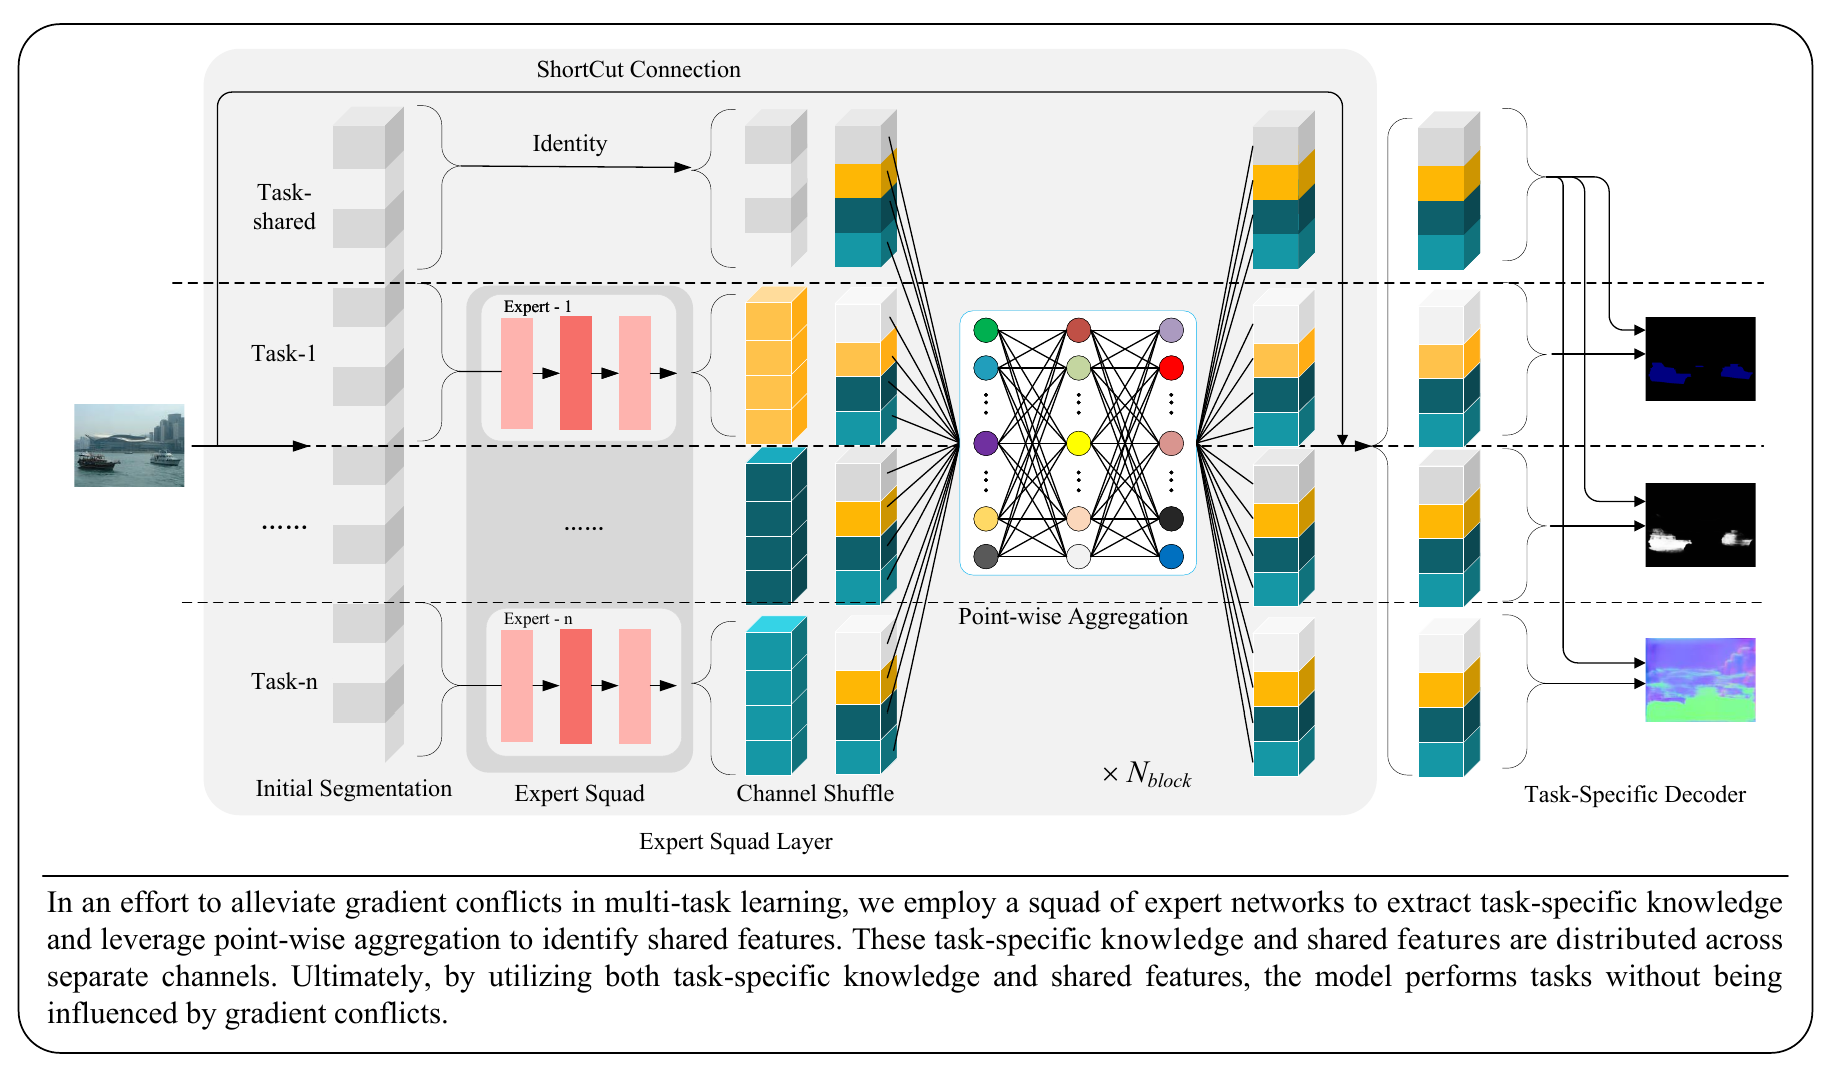 ShortCut Connection
Identity
Task-
shared
Expert - 1
Task-1
......
......
Expert - n
Point-wise Aggregation
Task-n
× N_block
Initial Segmentation
Expert Squad
Channel Shuffle
Task-Specific Decoder
Expert Squad Layer
In an effort to alleviate gradient conflicts in multi-task learning, we employ a squad of expert networks to extract task-specific knowledge
and leverage point-wise aggregation to identify shared features. These task-specific knowledge and shared features are distributed across
separate channels. Ultimately, by utilizing both task-specific knowledge and shared features, the model performs tasks without being
influenced by gradient conflicts.